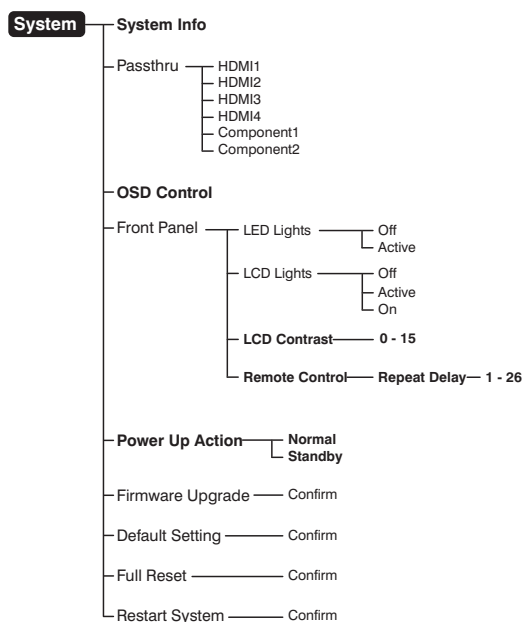 System
System Info
Passthru
HDMI1
HDMI2
HDMI3
HDMI4
Component1
Component2
OSD Control
Front Panel
LED Lights
Off
Active
LCD Lights
Off
Active
On
LCD Contrast
0 - 15
Remote Control
Repeat Delay
1 - 26
Power Up Action
Normal
Standby
Firmware Upgrade
Confirm
Default Setting
Confirm
Full Reset
Confirm
Restart System
Confirm